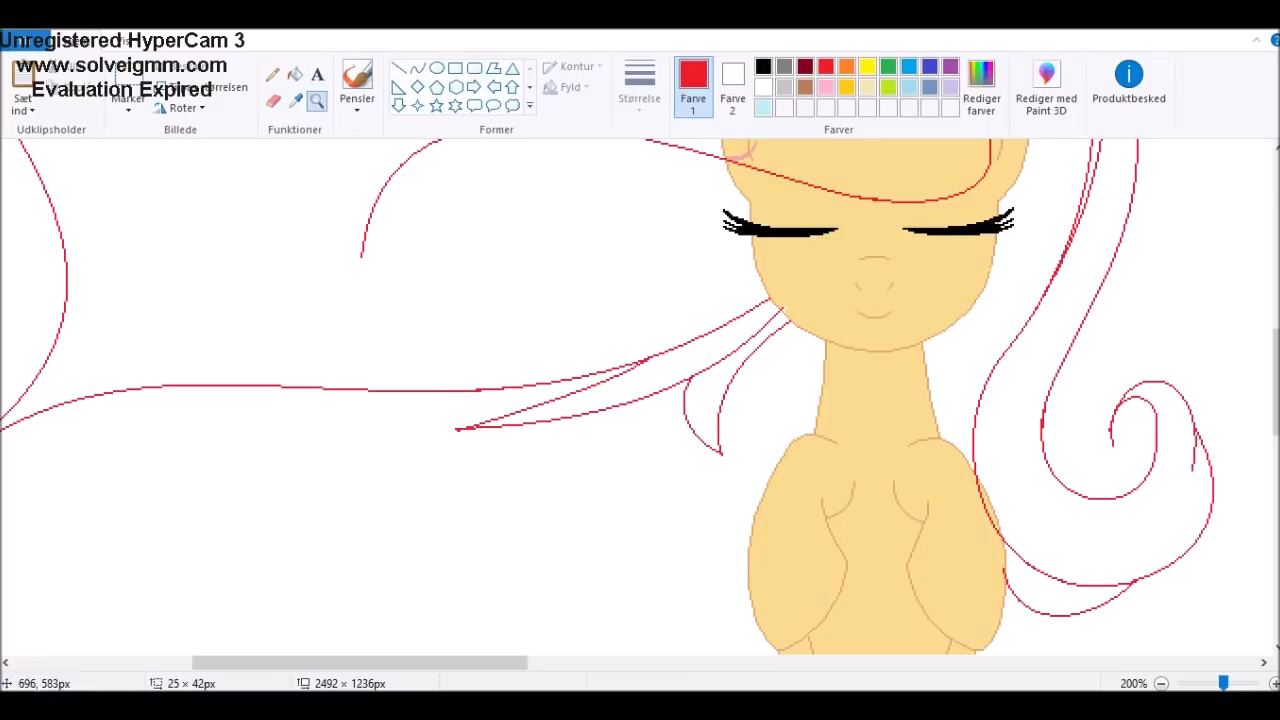 Unregistered HyperCam 3
www.solveigmm.com
Evaluation Expired
Sæt
ind
Marker
Roter
Pensler
Kontur
Fyld
Størrelse
Farve
1
Farve
2
Rediger
farver
Rediger med
Paint 3D
Produktbesked
Udklipsholder
Billede
Funktioner
Former
Farver
696, 583px
25 × 42px
2492 × 1236px
200%